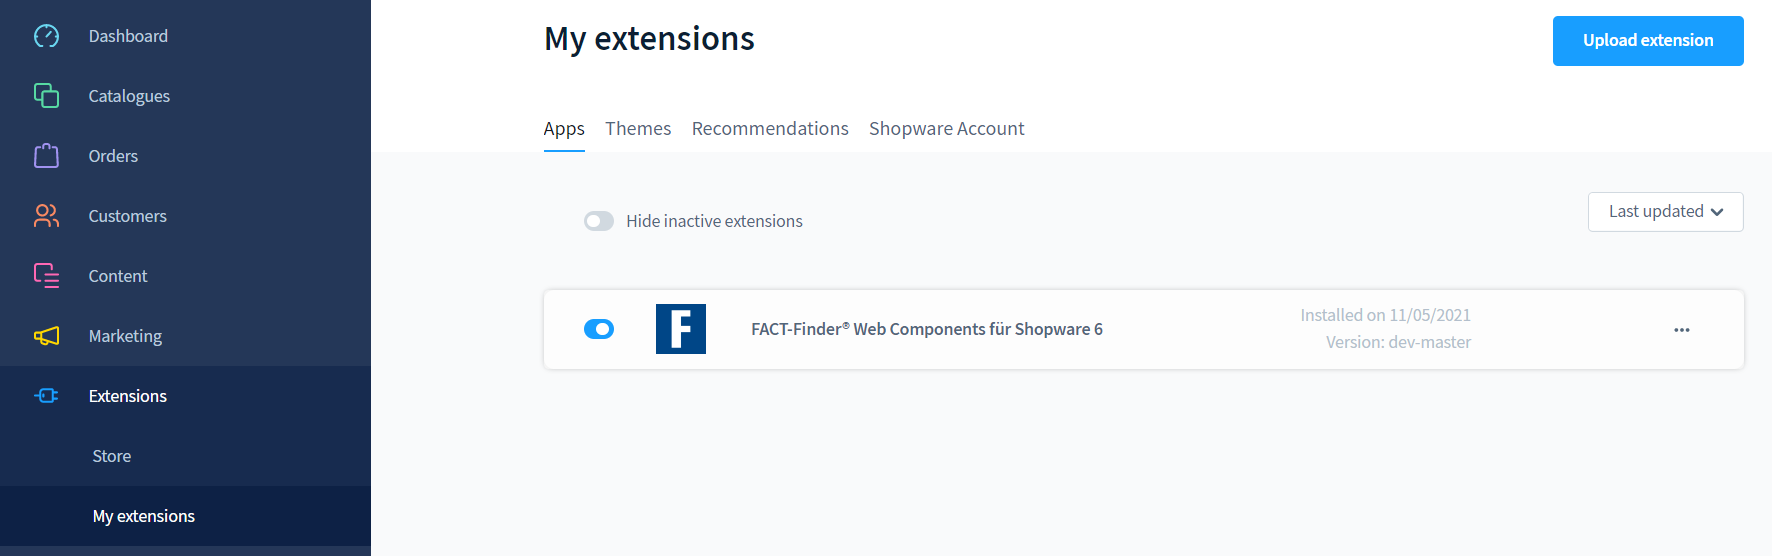 Dashboard
Catalogues
Orders
Customers
Content
Marketing
Extensions
Store
My extensions
My extensions
Upload extension
Apps Themes Recommendations Shopware Account
Hide inactive extensions
Last updated
F
FACT-Finder® Web Components für Shopware 6
Installed on 11/05/2021
Version: dev-master